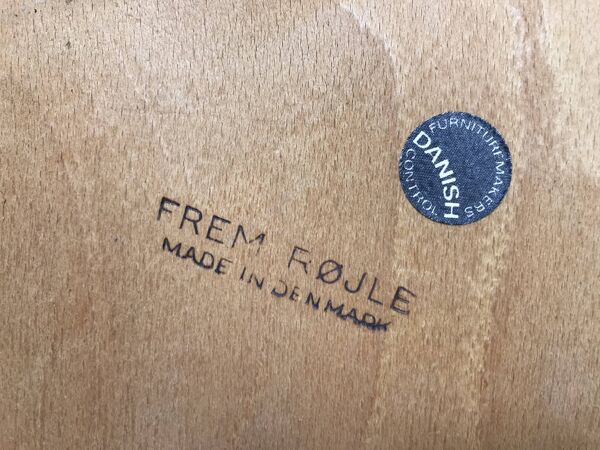 FREM RØJLE
MADE IN DENMARK
DANISH
FURNITUREMAKERS'
CONTROL